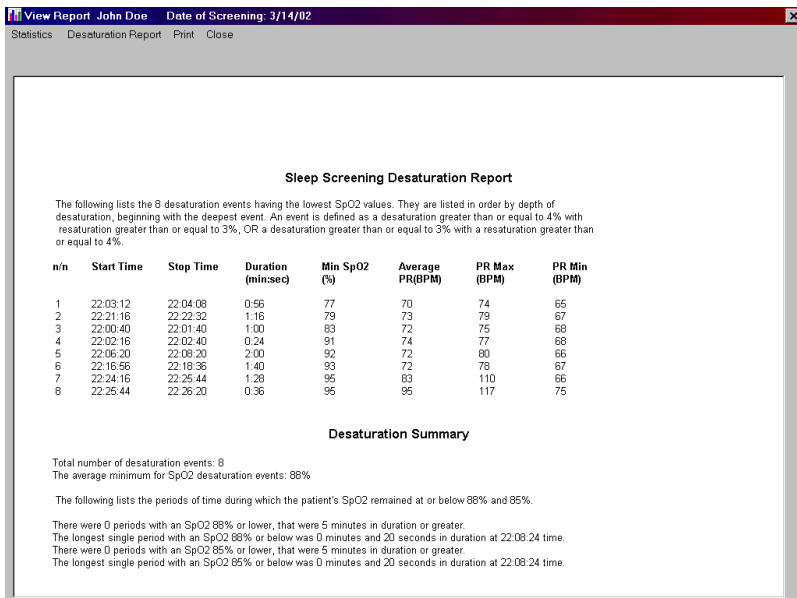 View Report John Doe Date of Screening: 3/14/02
Statistics Desaturation Report Print Close
Sleep Screening Desaturation Report
The following lists the 8 desaturation events having the lowest SpO2 values. They are listed in order by depth of
desaturation, beginning with the deepest event. An event is defined as a desaturation greater than or equal to 4% with
resaturation greater than or equal to 3%, OR a desaturation greater than or equal to 3% with a resaturation greater than
or equal to 4%.
n/n Start Time Stop Time Duration Min SpO2 Average PR Max PR Min
(min:sec) (%) PR(BPM) (BPM) (BPM)
1 22:03:12 22:04:08 0:56 77 70 74 65
2 22:21:16 22:22:32 1:16 79 73 79 67
3 22:00:40 22:01:40 1:00 83 72 75 68
4 22:02:16 22:02:40 0:24 91 74 77 68
5 22:06:20 22:08:20 2:00 92 72 80 66
6 22:16:56 22:18:36 1:40 93 72 78 67
7 22:24:16 22:25:44 1:28 95 83 110 66
8 22:25:44 22:26:20 0:36 95 95 117 75
Desaturation Summary
Total number of desaturation events: 8
The average minimum for SpO2 desaturation events: 88%
The following lists the periods of time during which the patient's SpO2 remained at or below 88% and 85%.
There were 0 periods with an SpO2 88% or lower, that were 5 minutes in duration or greater.
The longest single period with an SpO2 88% or below was 0 minutes and 20 seconds in duration at 22:08:24 time.
There were 0 periods with an SpO2 85% or lower, that were 5 minutes in duration or greater.
The longest single period with an SpO2 85% or below was 0 minutes and 20 seconds in duration at 22:08:24 time.